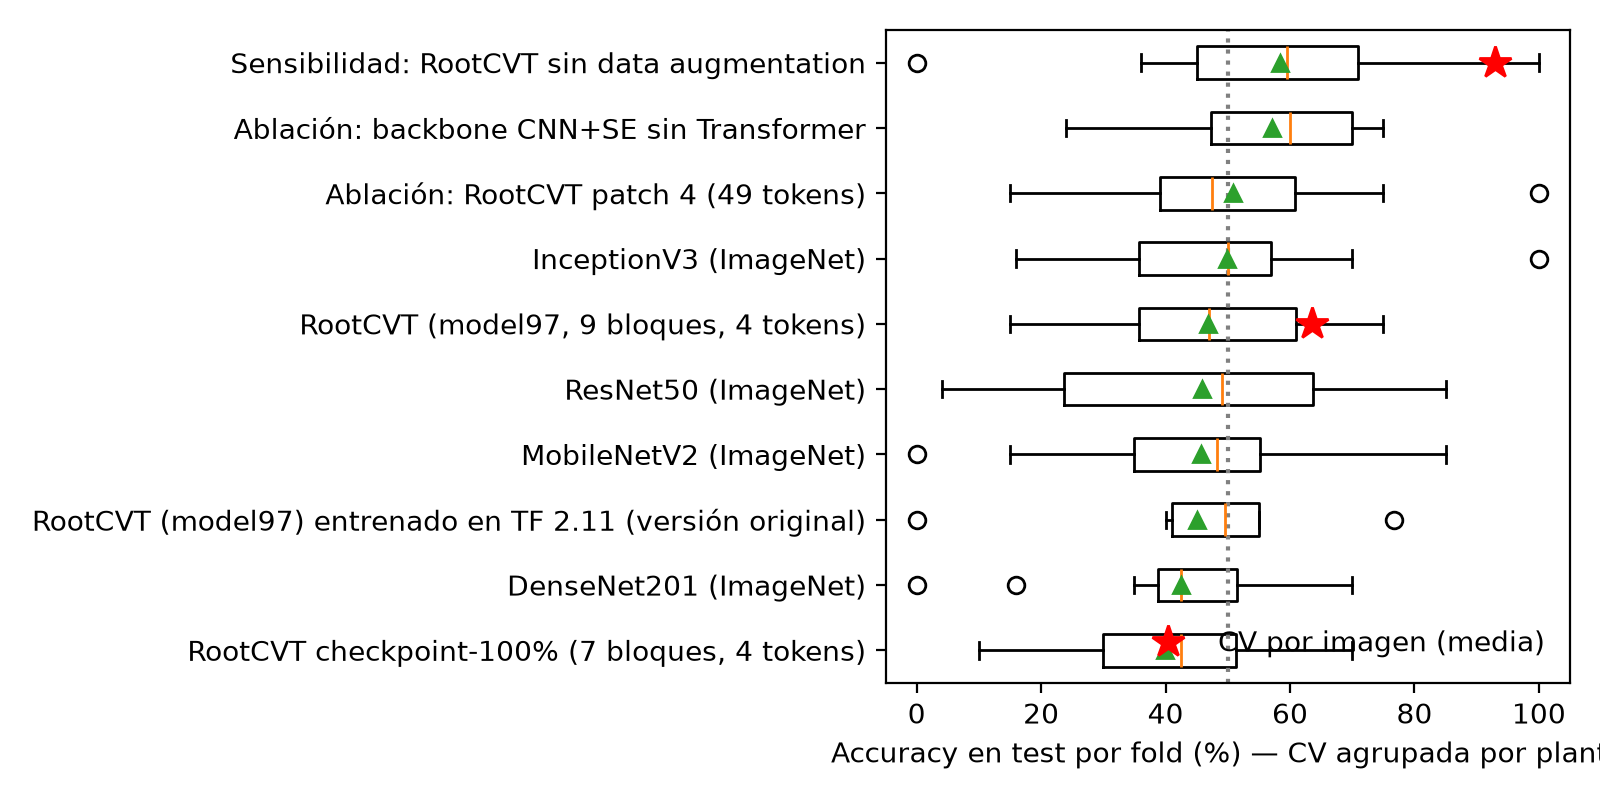 Sensibilidad: RootCVT sin data augmentation
Ablación: backbone CNN+SE sin Transformer
Ablación: RootCVT patch 4 (49 tokens)
InceptionV3 (ImageNet)
RootCVT (model97, 9 bloques, 4 tokens)
ResNet50 (ImageNet)
MobileNetV2 (ImageNet)
RootCVT (model97) entrenado en TF 2.11 (versión original)
DenseNet201 (ImageNet)
RootCVT checkpoint-100% (7 bloques, 4 tokens)
CV por imagen (media)
0 20 40 60 80 100
Accuracy en test por fold (%) — CV agrupada por plant